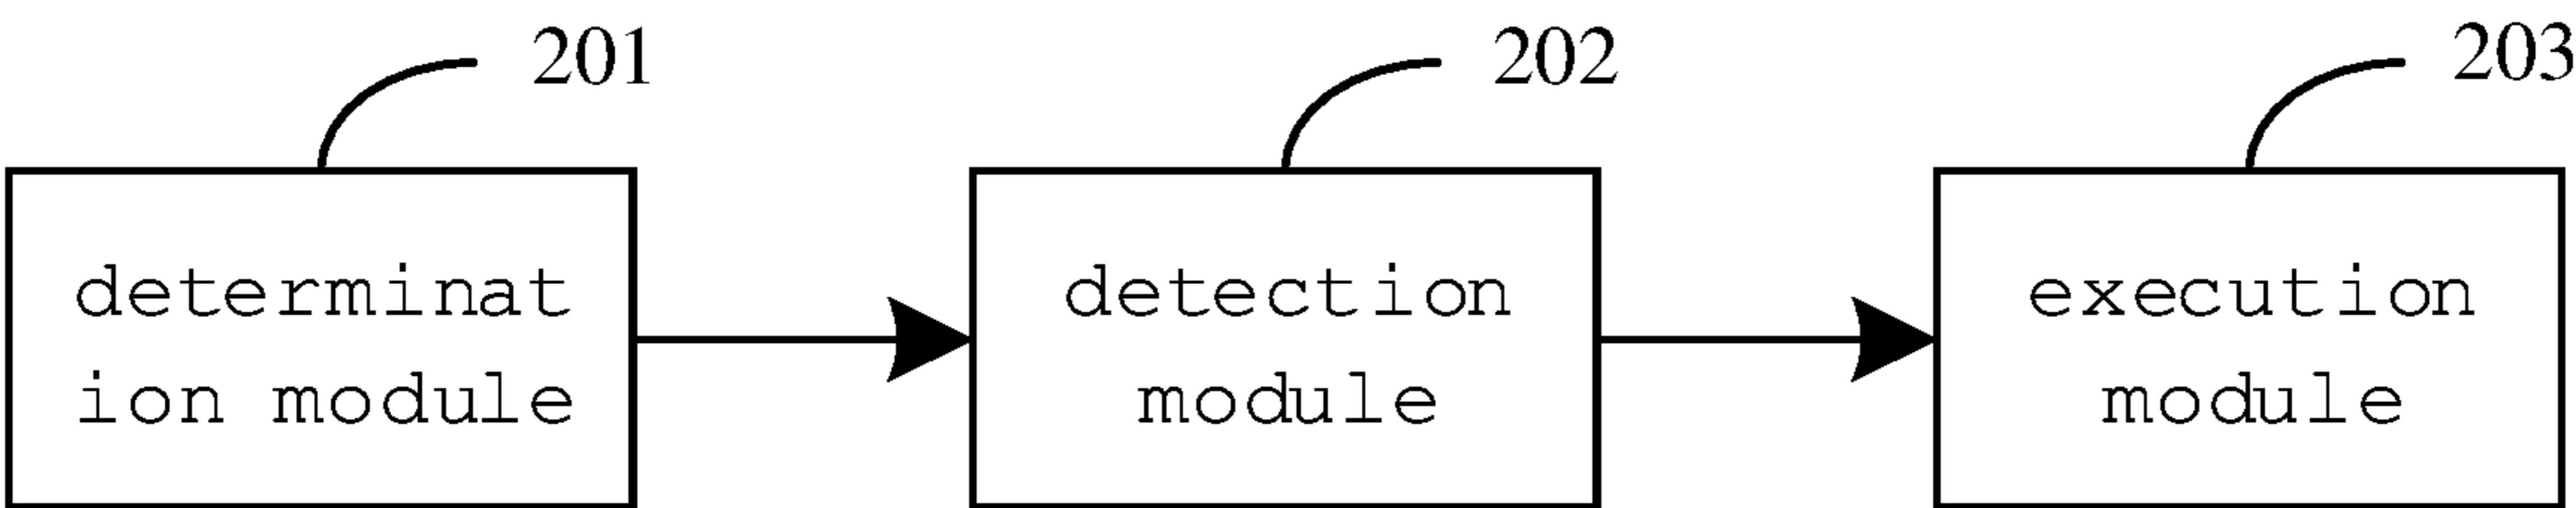 201
202
203
determinat
ion module
detection
module
execution
module